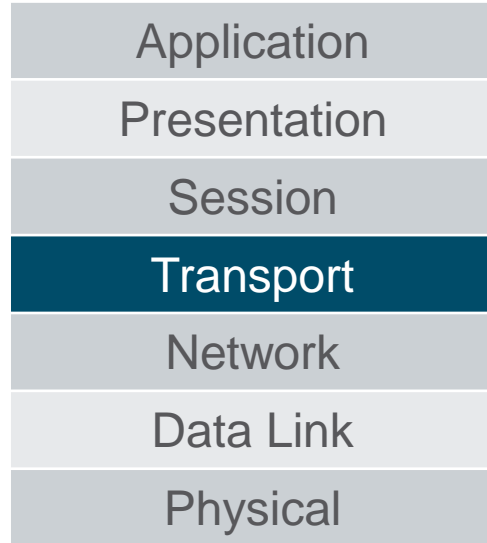 Application
Presentation
Session
Transport
Network
Data Link
Physical